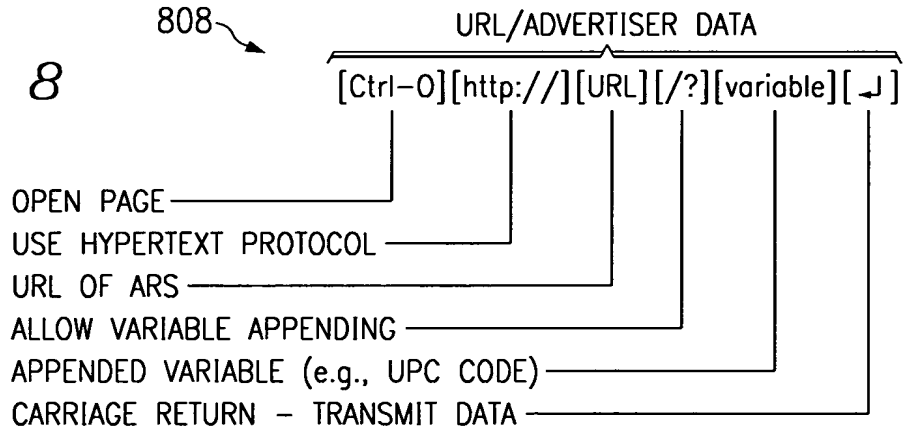 808
URL/ADVERTISER DATA
8
[Ctrl-O][http://][URL][/?][variable][↵]
OPEN PAGE
USE HYPERTEXT PROTOCOL
URL OF ARS
ALLOW VARIABLE APPENDING
APPENDED VARIABLE (e.g., UPC CODE)
CARRIAGE RETURN - TRANSMIT DATA